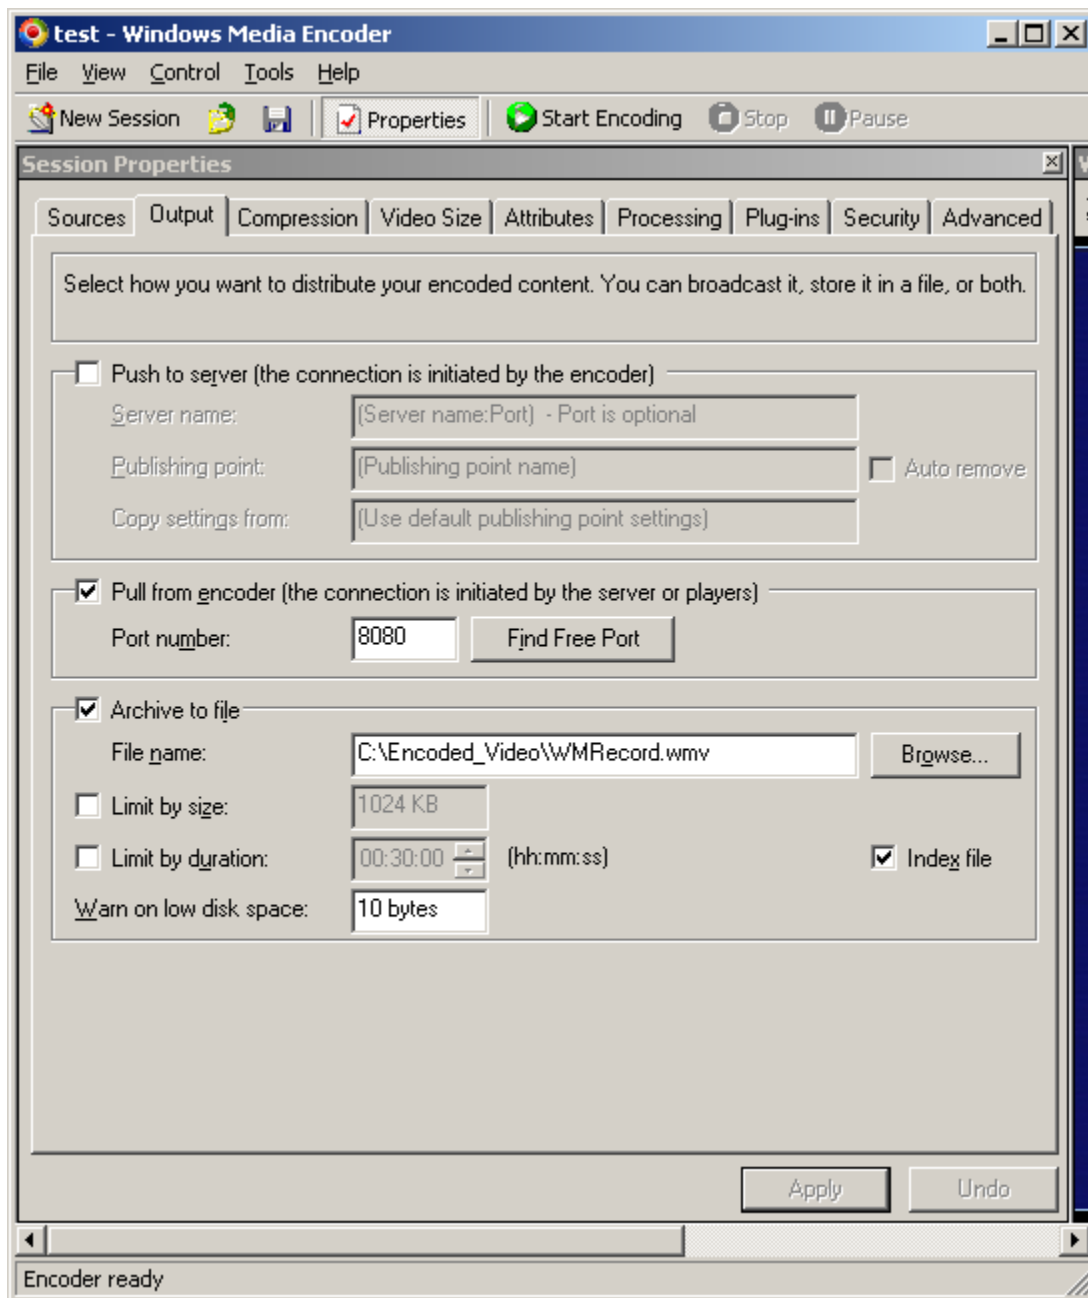 test - Windows Media Encoder
File View Control Tools Help
New Session Properties Start Encoding Stop Pause
Session Properties
Sources Output Compression Video Size Attributes Processing Plug-ins Security Advanced
Select how you want to distribute your encoded content. You can broadcast it, store it in a file, or both.
Push to server (the connection is initiated by the encoder)
Server name: (Server name:Port) - Port is optional
Publishing point: (Publishing point name) Auto remove
Copy settings from: (Use default publishing point settings)
Pull from encoder (the connection is initiated by the server or players)
Port number: 8080 Find Free Port
Archive to file
File name: C:\Encoded_Video\WMRecord.wmv Browse...
Limit by size: 1024 KB
Limit by duration: 00:30:00 (hh:mm:ss) Index file
Warn on low disk space: 10 bytes
Apply Undo
Encoder ready